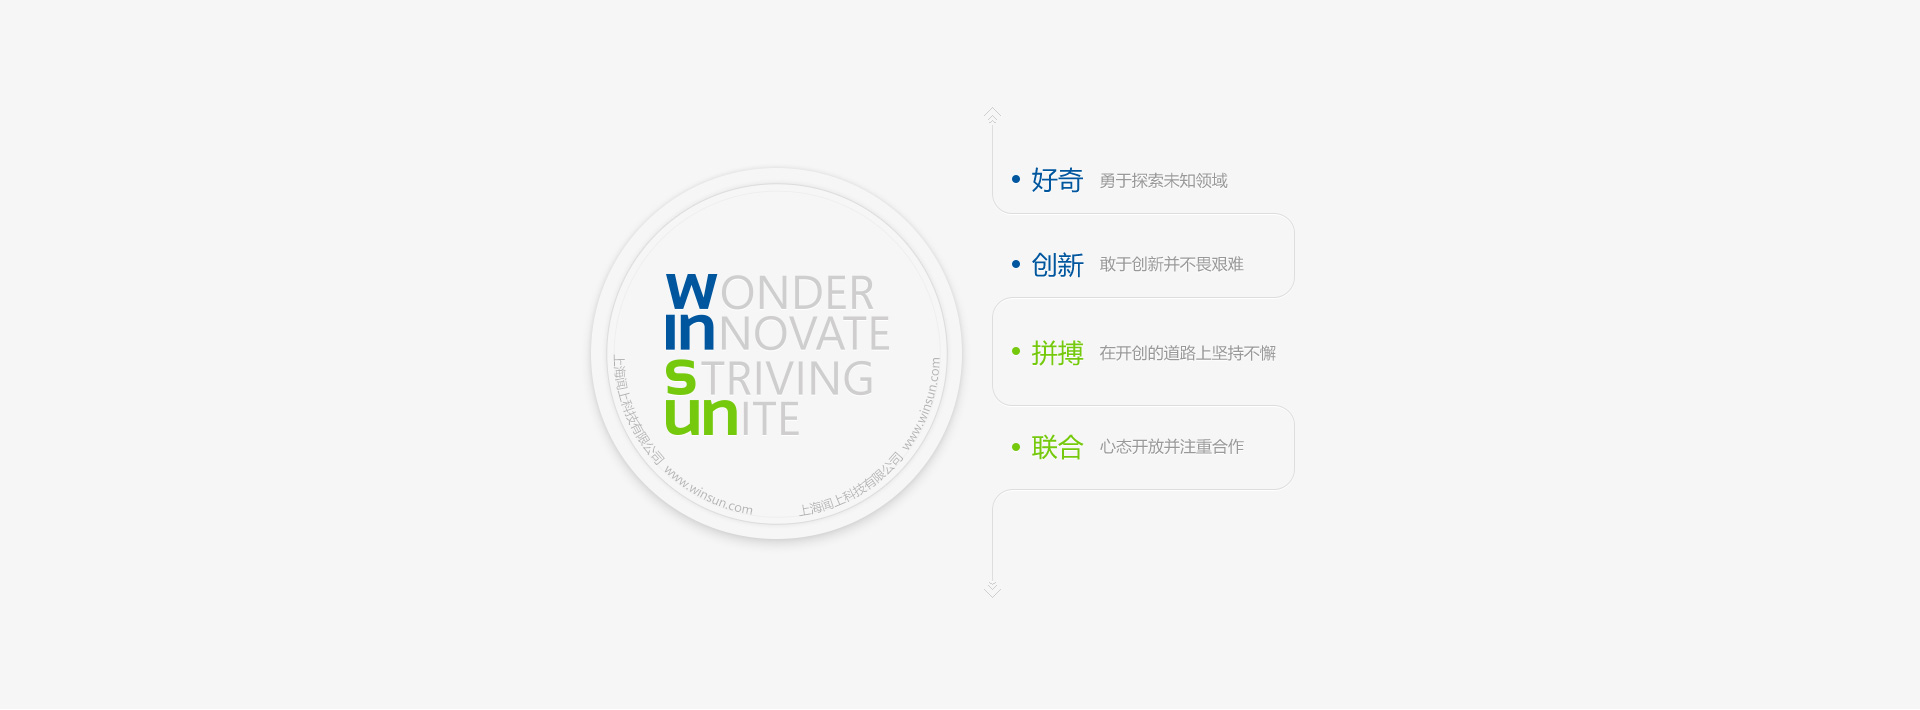 WONDER
INNOVATE
STRIVING
UNITE
上海闻上科技有限公司 www.winsun.com
上海闻上科技有限公司 www.winsun.com
好奇 勇于探索未知领域
创新 敢于创新并不畏艰难
拼搏 在开创的道路上坚持不懈
联合 心态开放并注重合作